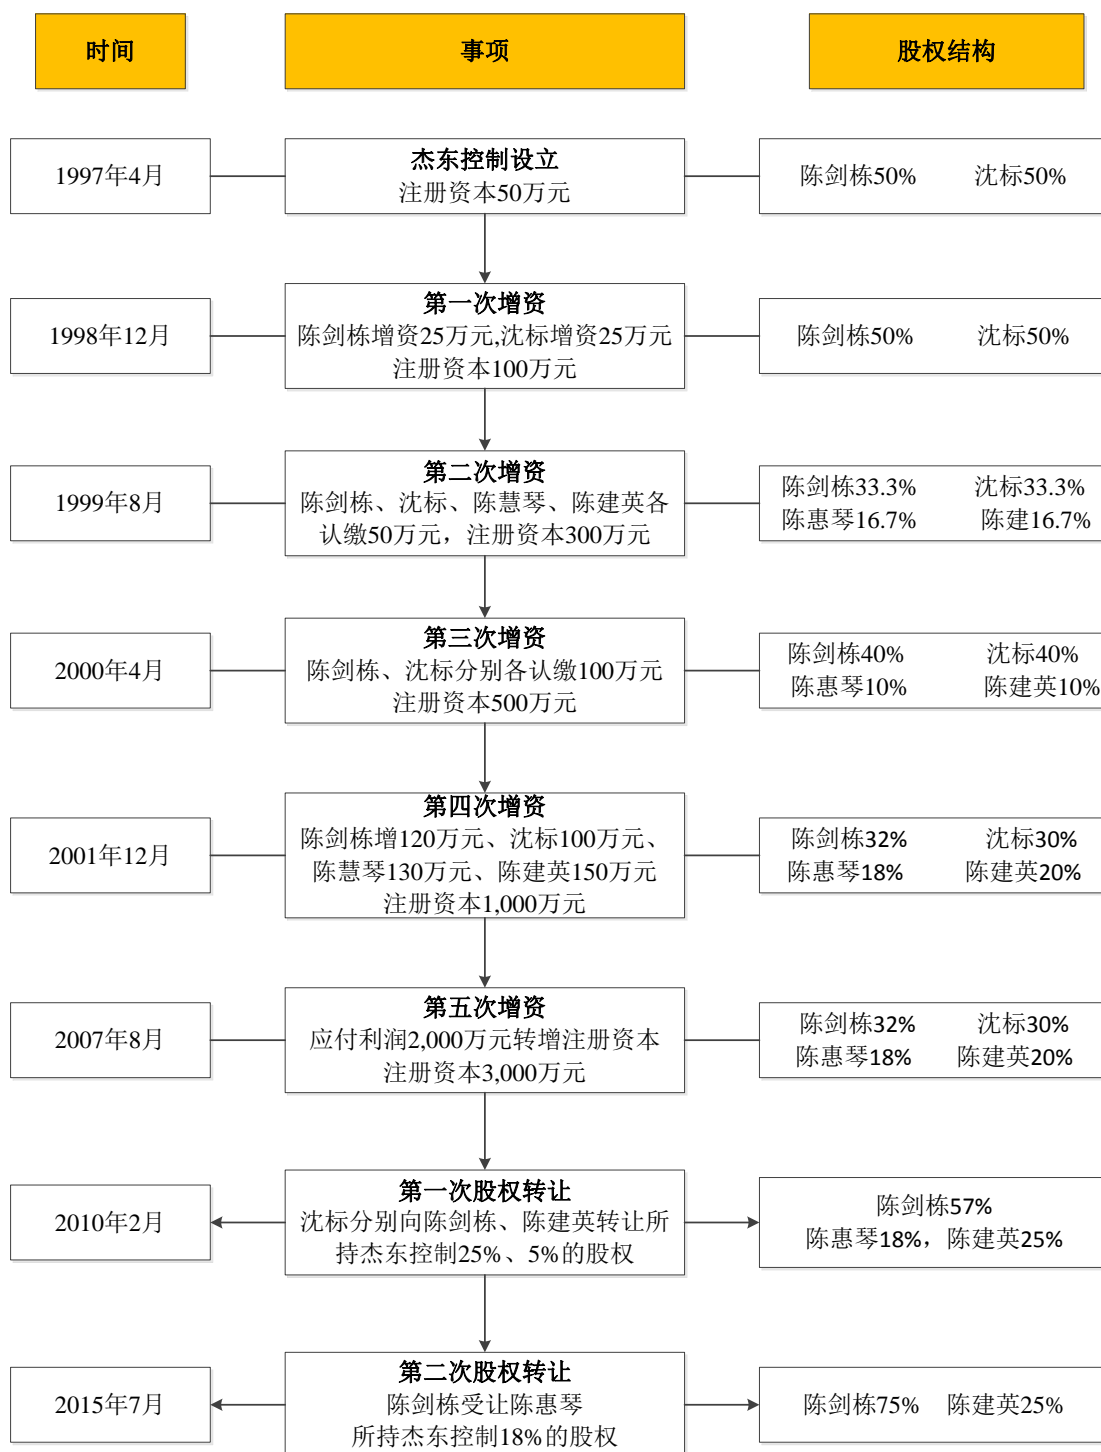 时间 事项 股权结构
1997年4月
杰东控制设立
注册资本50万元
陈剑栋50% 沈标50%
1998年12月
第一次增资
陈剑栋增资25万元,沈标增资25万元
注册资本100万元
陈剑栋50% 沈标50%
1999年8月
第二次增资
陈剑栋、沈标、陈慧琴、陈建英各
认缴50万元，注册资本300万元
陈剑栋33.3% 沈标33.3%
陈惠琴16.7% 陈建16.7%
2000年4月
第三次增资
陈剑栋、沈标分别各认缴100万元
注册资本500万元
陈剑栋40% 沈标40%
陈惠琴10% 陈建英10%
2001年12月
第四次增资
陈剑栋增120万元、沈标100万元、
陈慧琴130万元、陈建英150万元
注册资本1,000万元
陈剑栋32% 沈标30%
陈惠琴18% 陈建英20%
2007年8月
第五次增资
应付利润2,000万元转增注册资本
注册资本3,000万元
陈剑栋32% 沈标30%
陈惠琴18% 陈建英20%
2010年2月
第一次股权转让
沈标分别向陈剑栋、陈建英转让所
持杰东控制25%、5%的股权
陈剑栋57%
陈惠琴18%，陈建英25%
2015年7月
第二次股权转让
陈剑栋受让陈惠琴
所持杰东控制18%的股权
陈剑栋75% 陈建英25%